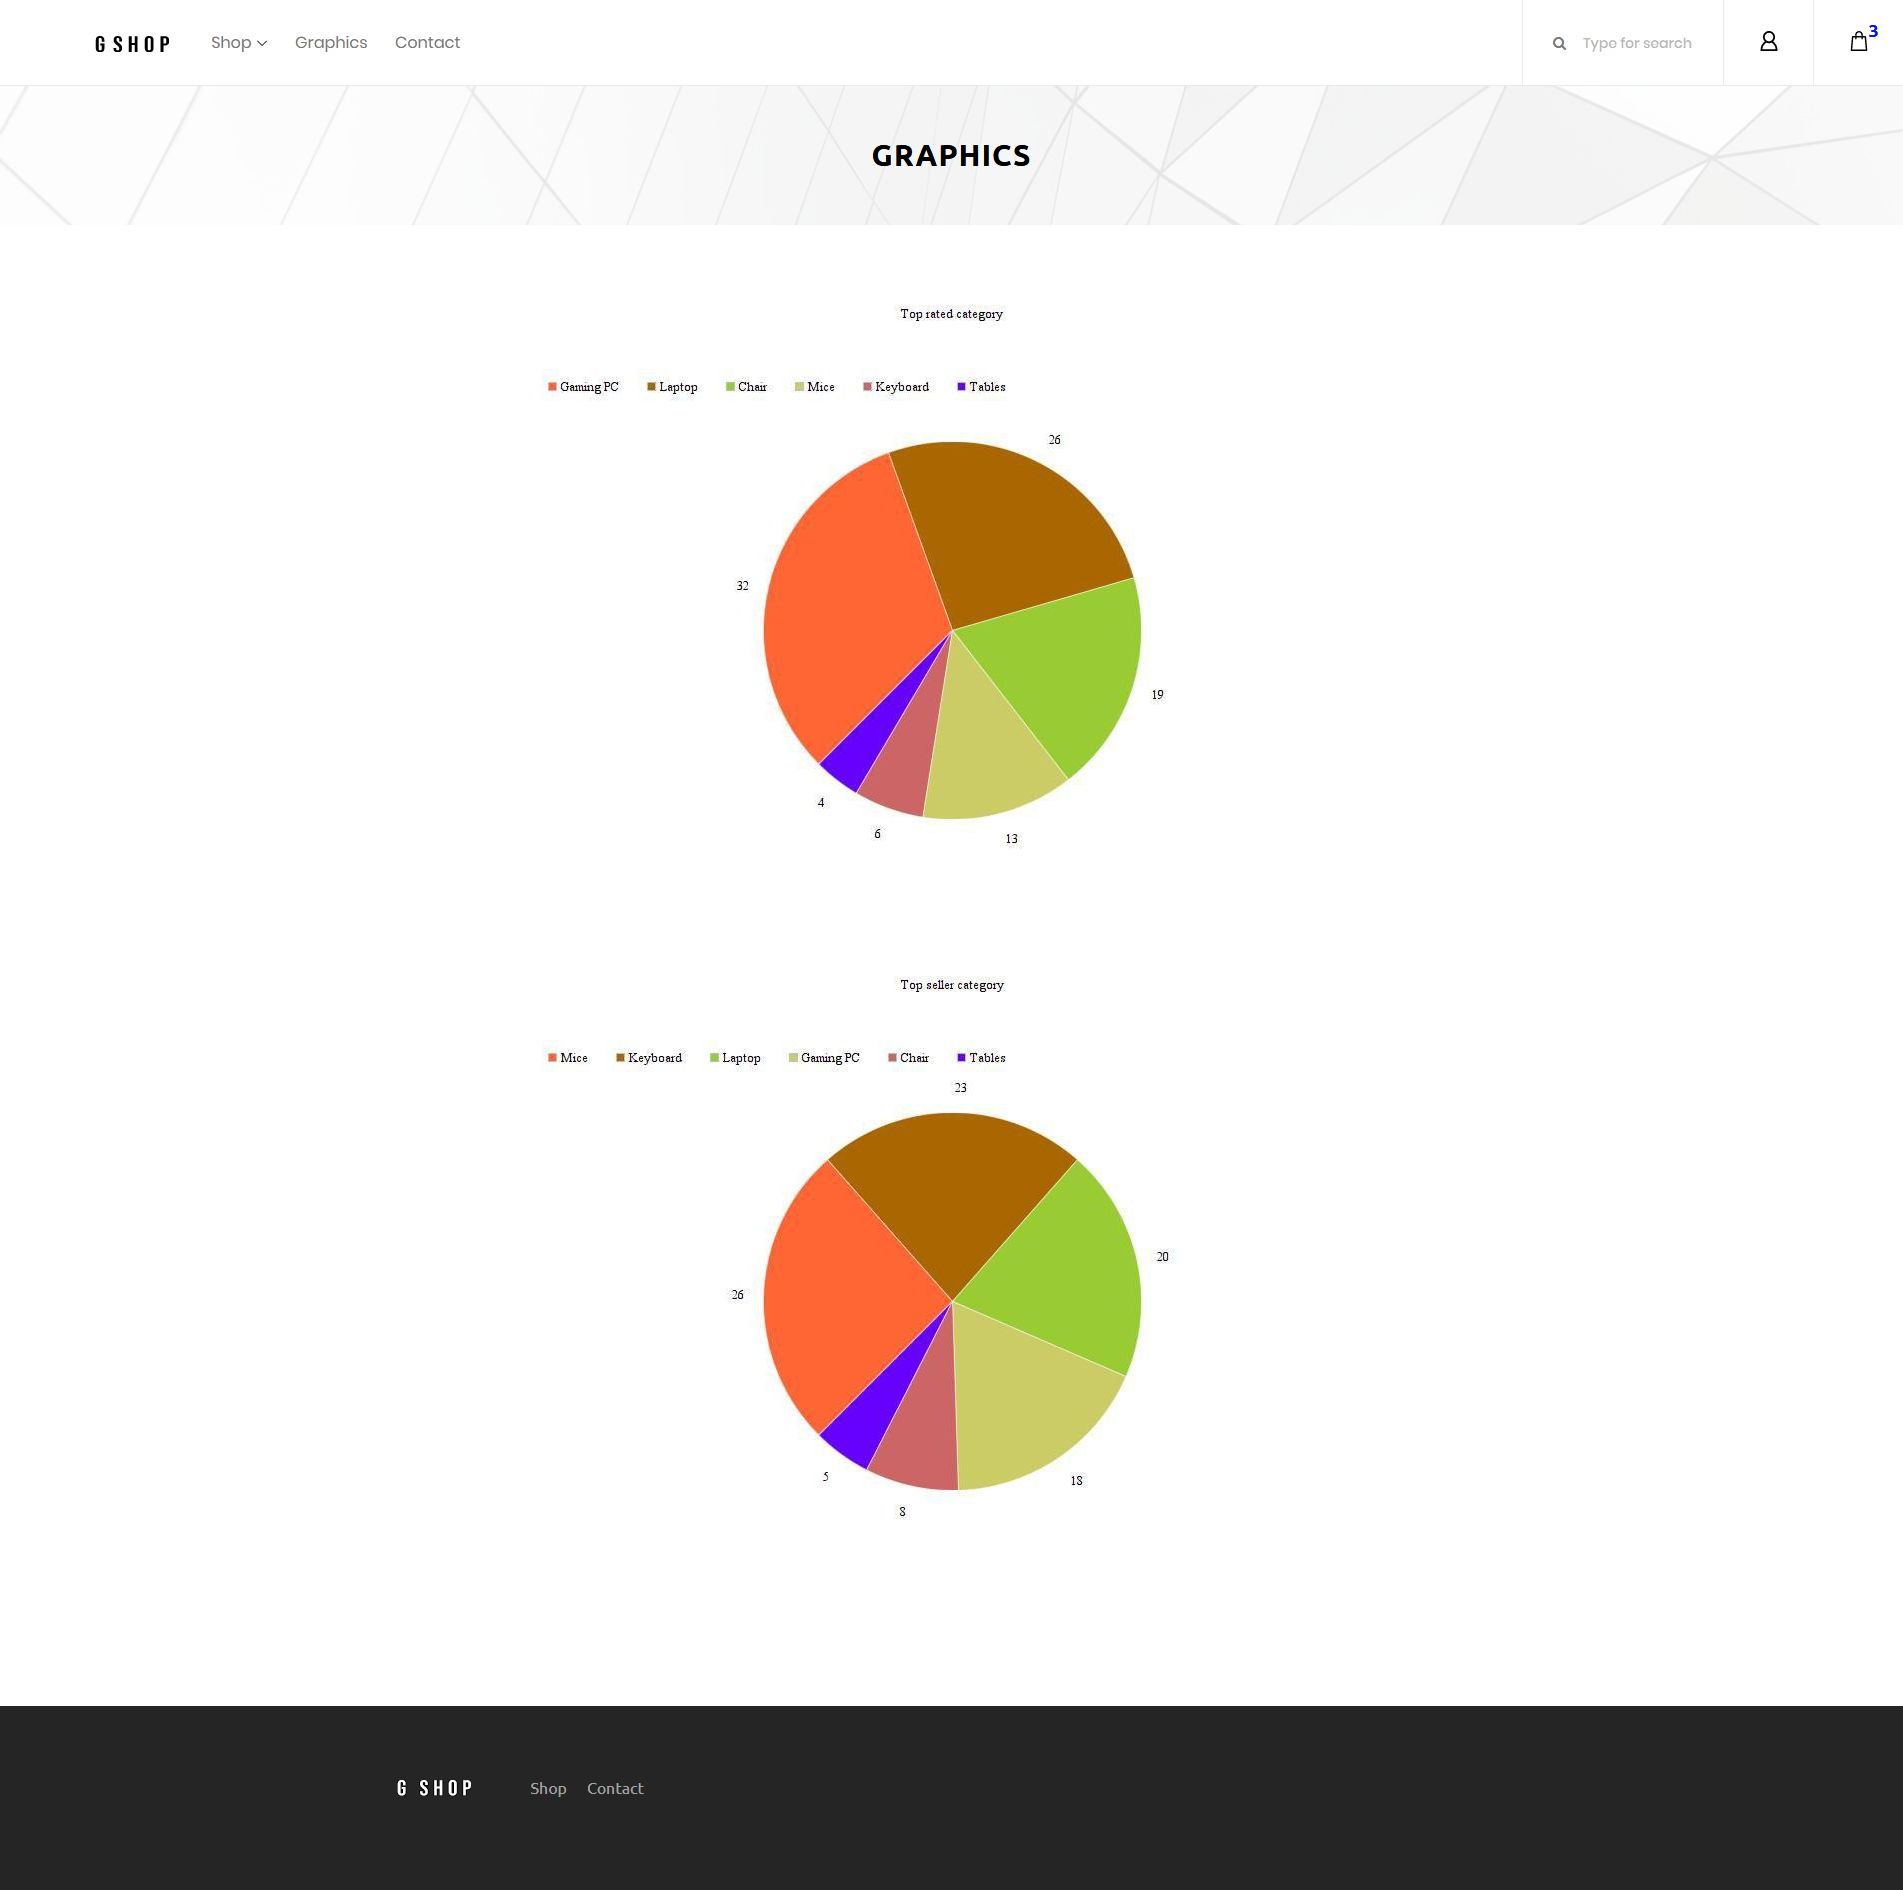 G SHOP Shop Graphics Contact Type for search 3
GRAPHICS
Top rated category
Gaming PC Laptop Chair Mice Keyboard Tables
26
32
19
4
6
13
Top seller category
Mice Keyboard Laptop Gaming PC Chair Tables
23
20
26
5
18
8
G SHOP Shop Contact